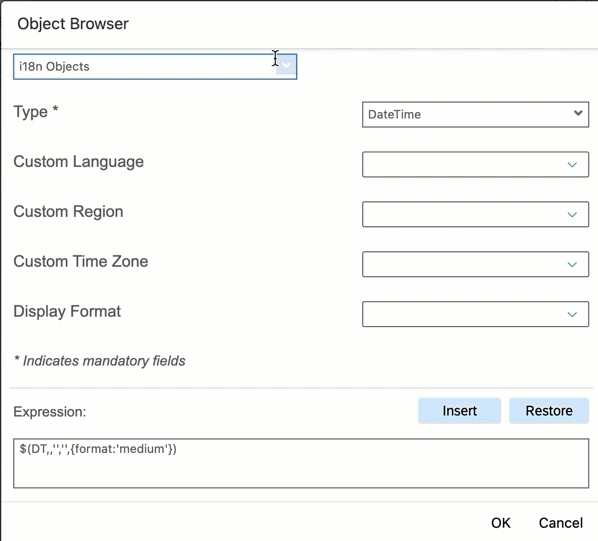 Object Browser
i18n Objects
Type *
DateTime
Custom Language
Custom Region
Custom Time Zone
Display Format
* Indicates mandatory fields
Expression:
Insert
Restore
$(DT,,'','',{format:'medium'})
OK
Cancel